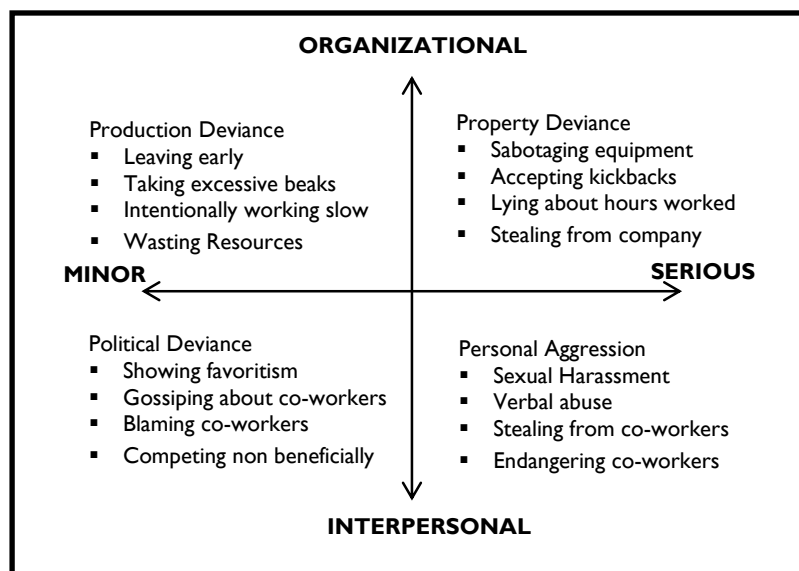 ORGANIZATIONAL
Production Deviance
▪ Leaving early
▪ Taking excessive beaks
▪ Intentionally working slow
▪ Wasting Resources
Property Deviance
▪ Sabotaging equipment
▪ Accepting kickbacks
▪ Lying about hours worked
▪ Stealing from company
MINOR
SERIOUS
Political Deviance
▪ Showing favoritism
▪ Gossiping about co-workers
▪ Blaming co-workers
▪ Competing non beneficially
Personal Aggression
▪ Sexual Harassment
▪ Verbal abuse
▪ Stealing from co-workers
▪ Endangering co-workers
INTERPERSONAL